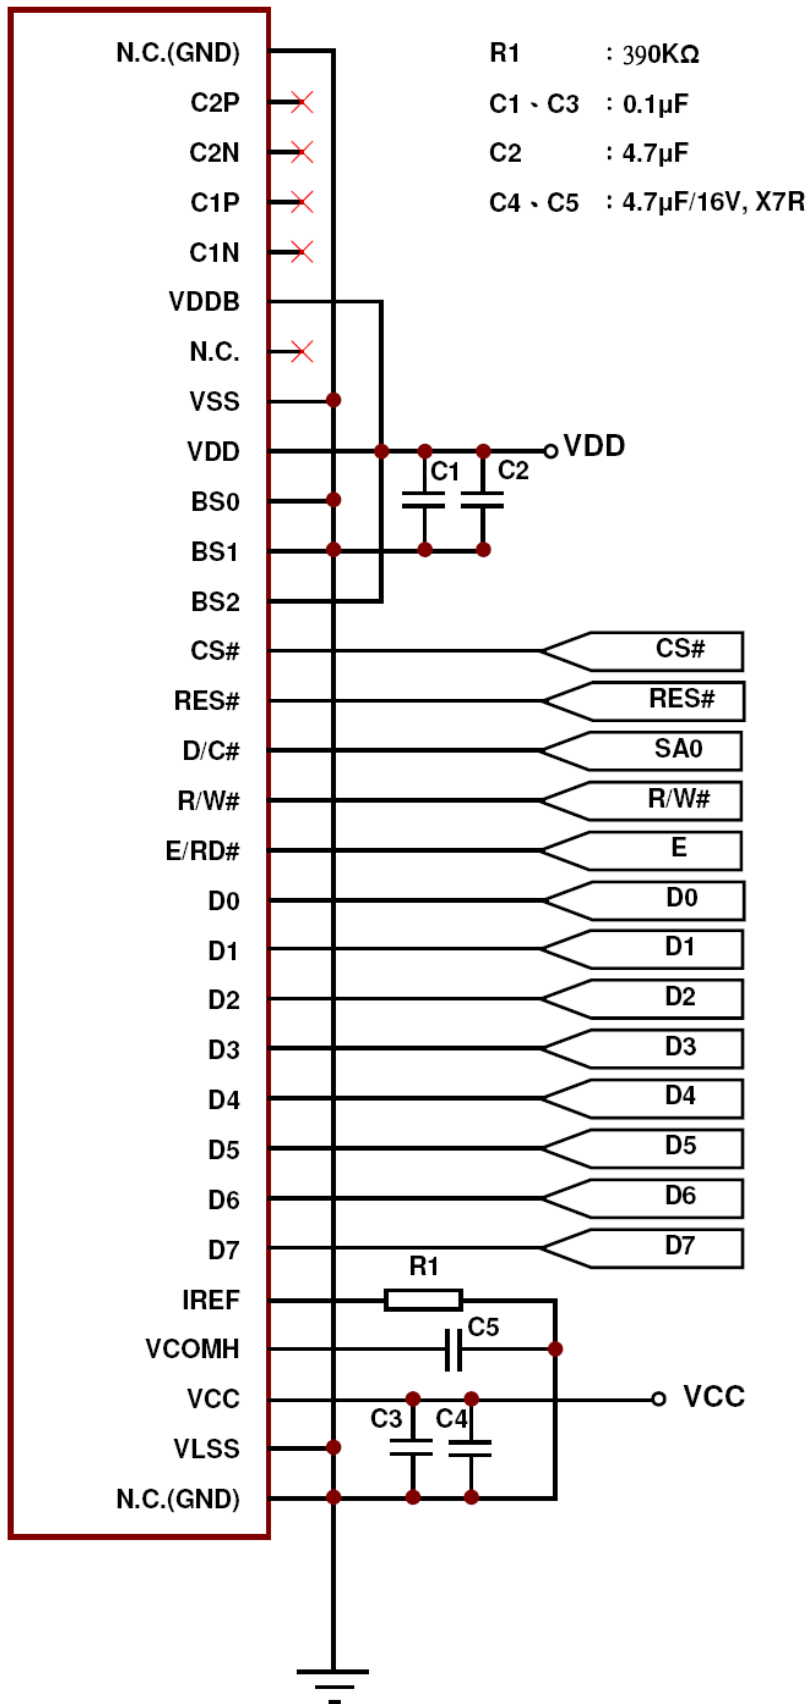 N.C.(GND)
R1 : 390KΩ
C2P
C1、C3 : 0.1µF
C2N
C2 : 4.7µF
C1P
C4、C5 : 4.7µF/16V, X7R
C1N
VDDB
N.C.
VSS
VDD
VDD
C1
C2
BS0
BS1
BS2
CS#
CS#
RES#
RES#
D/C#
SA0
R/W#
R/W#
E/RD#
E
D0
D0
D1
D1
D2
D2
D3
D3
D4
D4
D5
D5
D6
D6
D7
D7
R1
IREF
C5
VCOMH
VCC
VCC
C3
C4
VLSS
N.C.(GND)